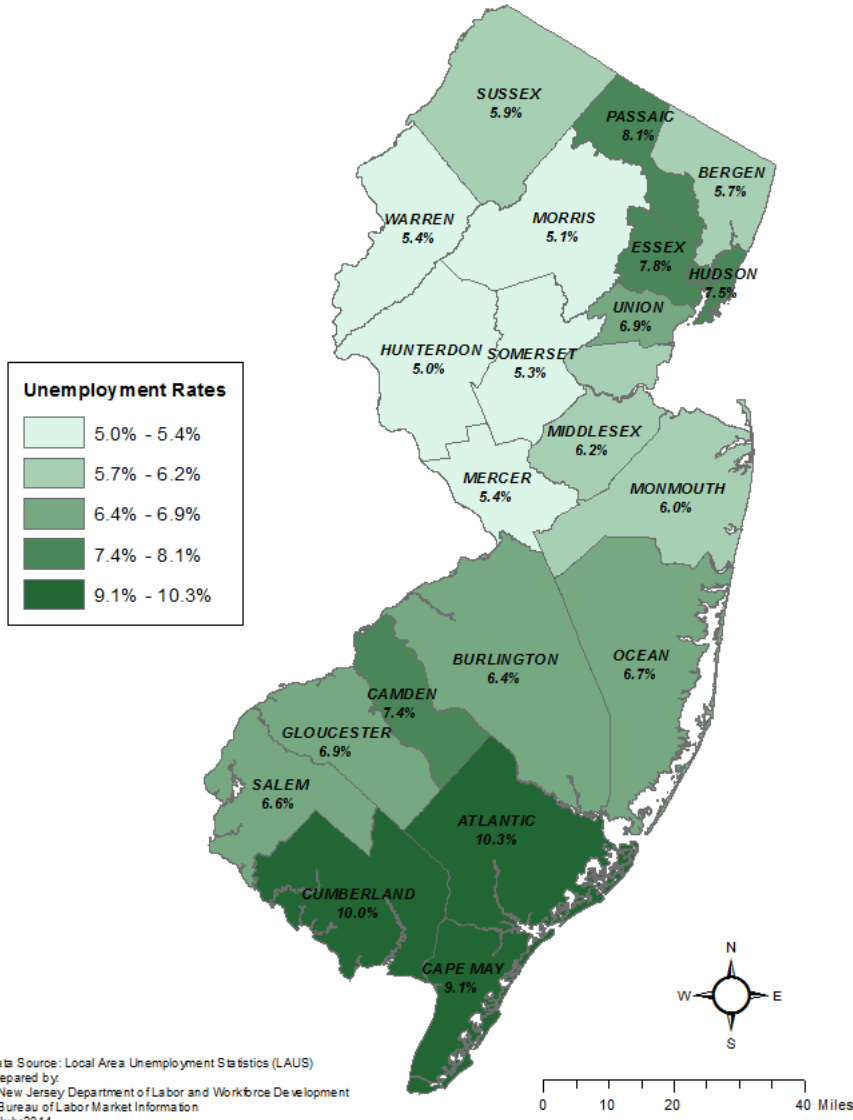 SUSSEX
5.9%
PASSAIC
8.1%
BERGEN
5.7%
WARREN
5.4%
MORRIS
5.1%
ESSEX
7.8%
HUDSON
7.5%
UNION
6.9%
HUNTERDON
5.0%
SOMERSET
5.3%
Unemployment Rates
5.0% - 5.4%
5.7% - 6.2%
6.4% - 6.9%
7.4% - 8.1%
9.1% - 10.3%
MIDDLESEX
6.2%
MERCER
5.4%
MONMOUTH
6.0%
BURLINGTON
6.4%
OCEAN
6.7%
CAMDEN
7.4%
GLOUCESTER
6.9%
SALEM
6.6%
ATLANTIC
10.3%
CUMBERLAND
10.0%
CAPE MAY
9.1%
N
W
E
S
ata Source: Local Area Unemployment Statistics (LAUS)
epared by:
New Jersey Department of Labor and Workforce Development
Bureau of Labor Market Information
0 10 20 40 Miles